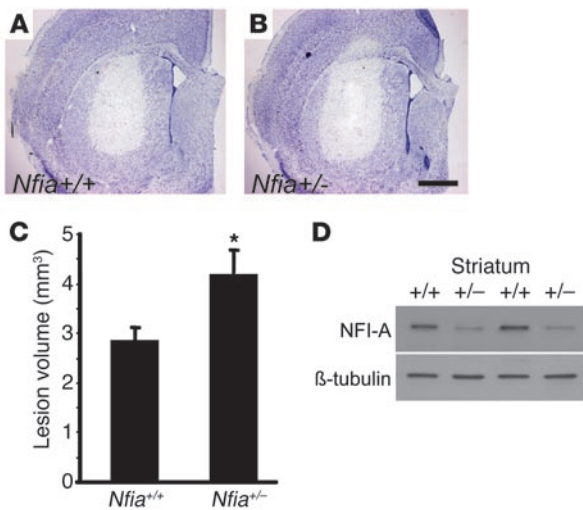 A
B
Nfia+/+
Nfia+/-
C
D
Lesion volume (mm³)
5
4
3
2
1
0
*
Nfia⁺/⁺
Nfia⁺/⁻
Striatum
+/+ +/– +/+ +/–
NFI-A
ß-tubulin